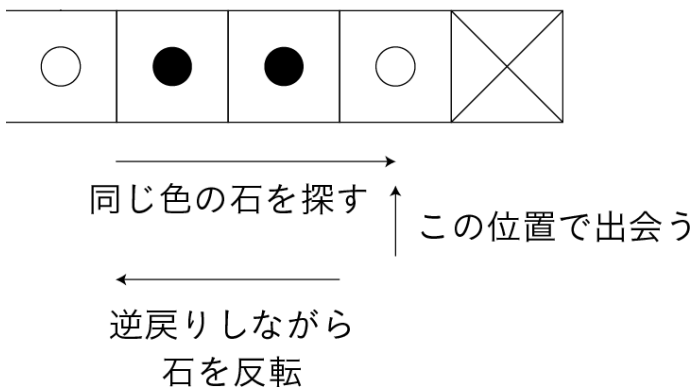 同じ色の石を探す
この位置で出会う
逆戻りしながら
石を反転